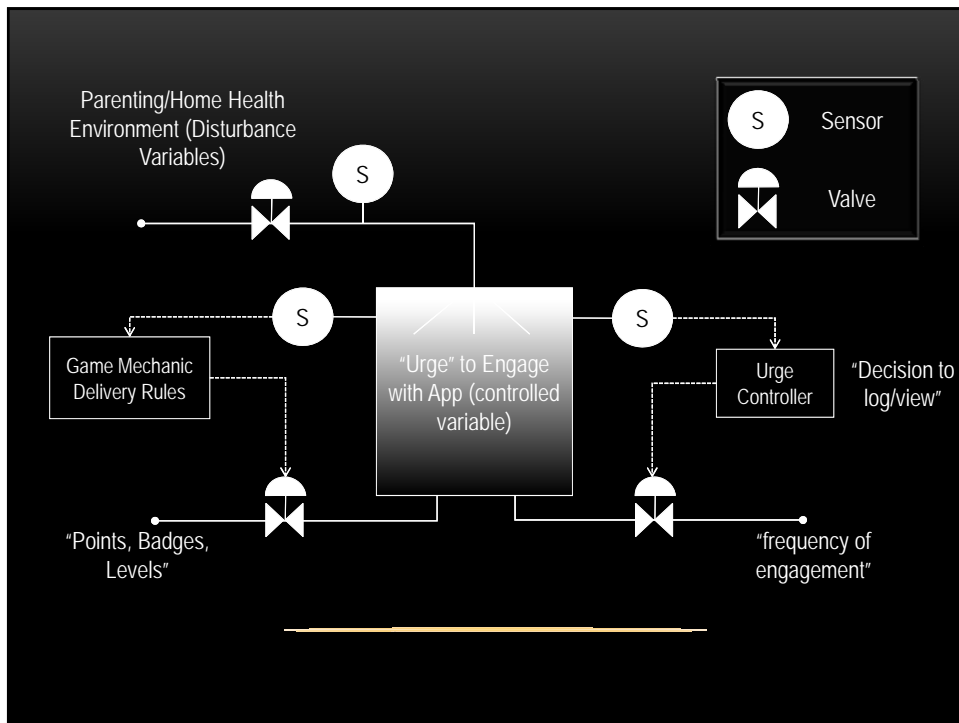 Parenting/Home Health
Environment (Disturbance
Variables)
S
Sensor
Valve
S
S
S
Game Mechanic
Delivery Rules
“Urge” to Engage
with App (controlled
variable)
Urge
Controller
“Decision to
log/view”
“Points, Badges,
Levels”
“frequency of
engagement”